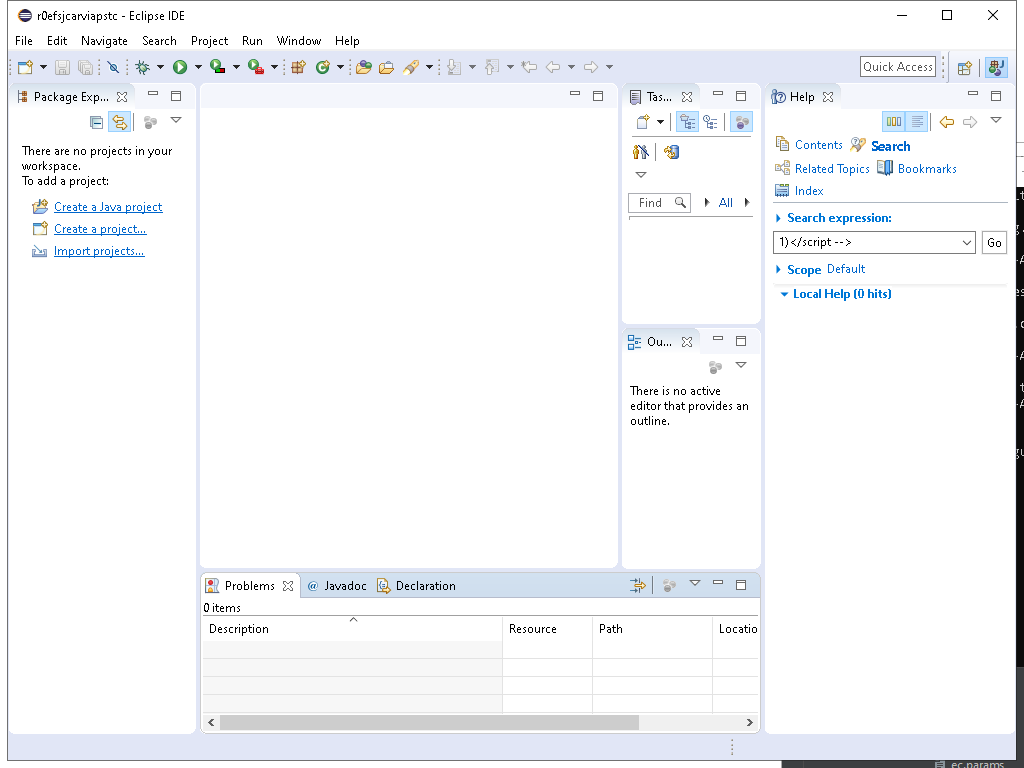 r0efsjcarviapstc - Eclipse IDE
File Edit Navigate Search Project Run Window Help
Quick Access
Package Exp...
There are no projects in your
workspace.
To add a project:
Create a Java project
Create a project...
Import projects...
Tas...
Find
All
Ou...
There is no active
editor that provides an
outline.
Help
Contents
Search
Related Topics
Bookmarks
Index
Search expression:
1)</script -->
Go
Scope Default
Local Help (0 hits)
Problems
@ Javadoc
Declaration
0 items
Description Resource Path Locatio
ec.params